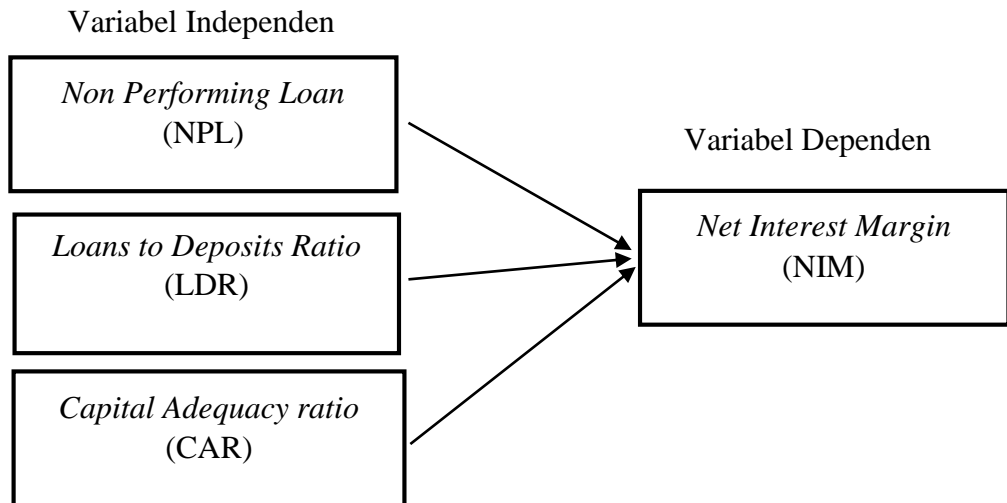 Variabel Independen
Non Performing Loan
(NPL)
Loans to Deposits Ratio
(LDR)
Capital Adequacy ratio
(CAR)
Variabel Dependen
Net Interest Margin
(NIM)